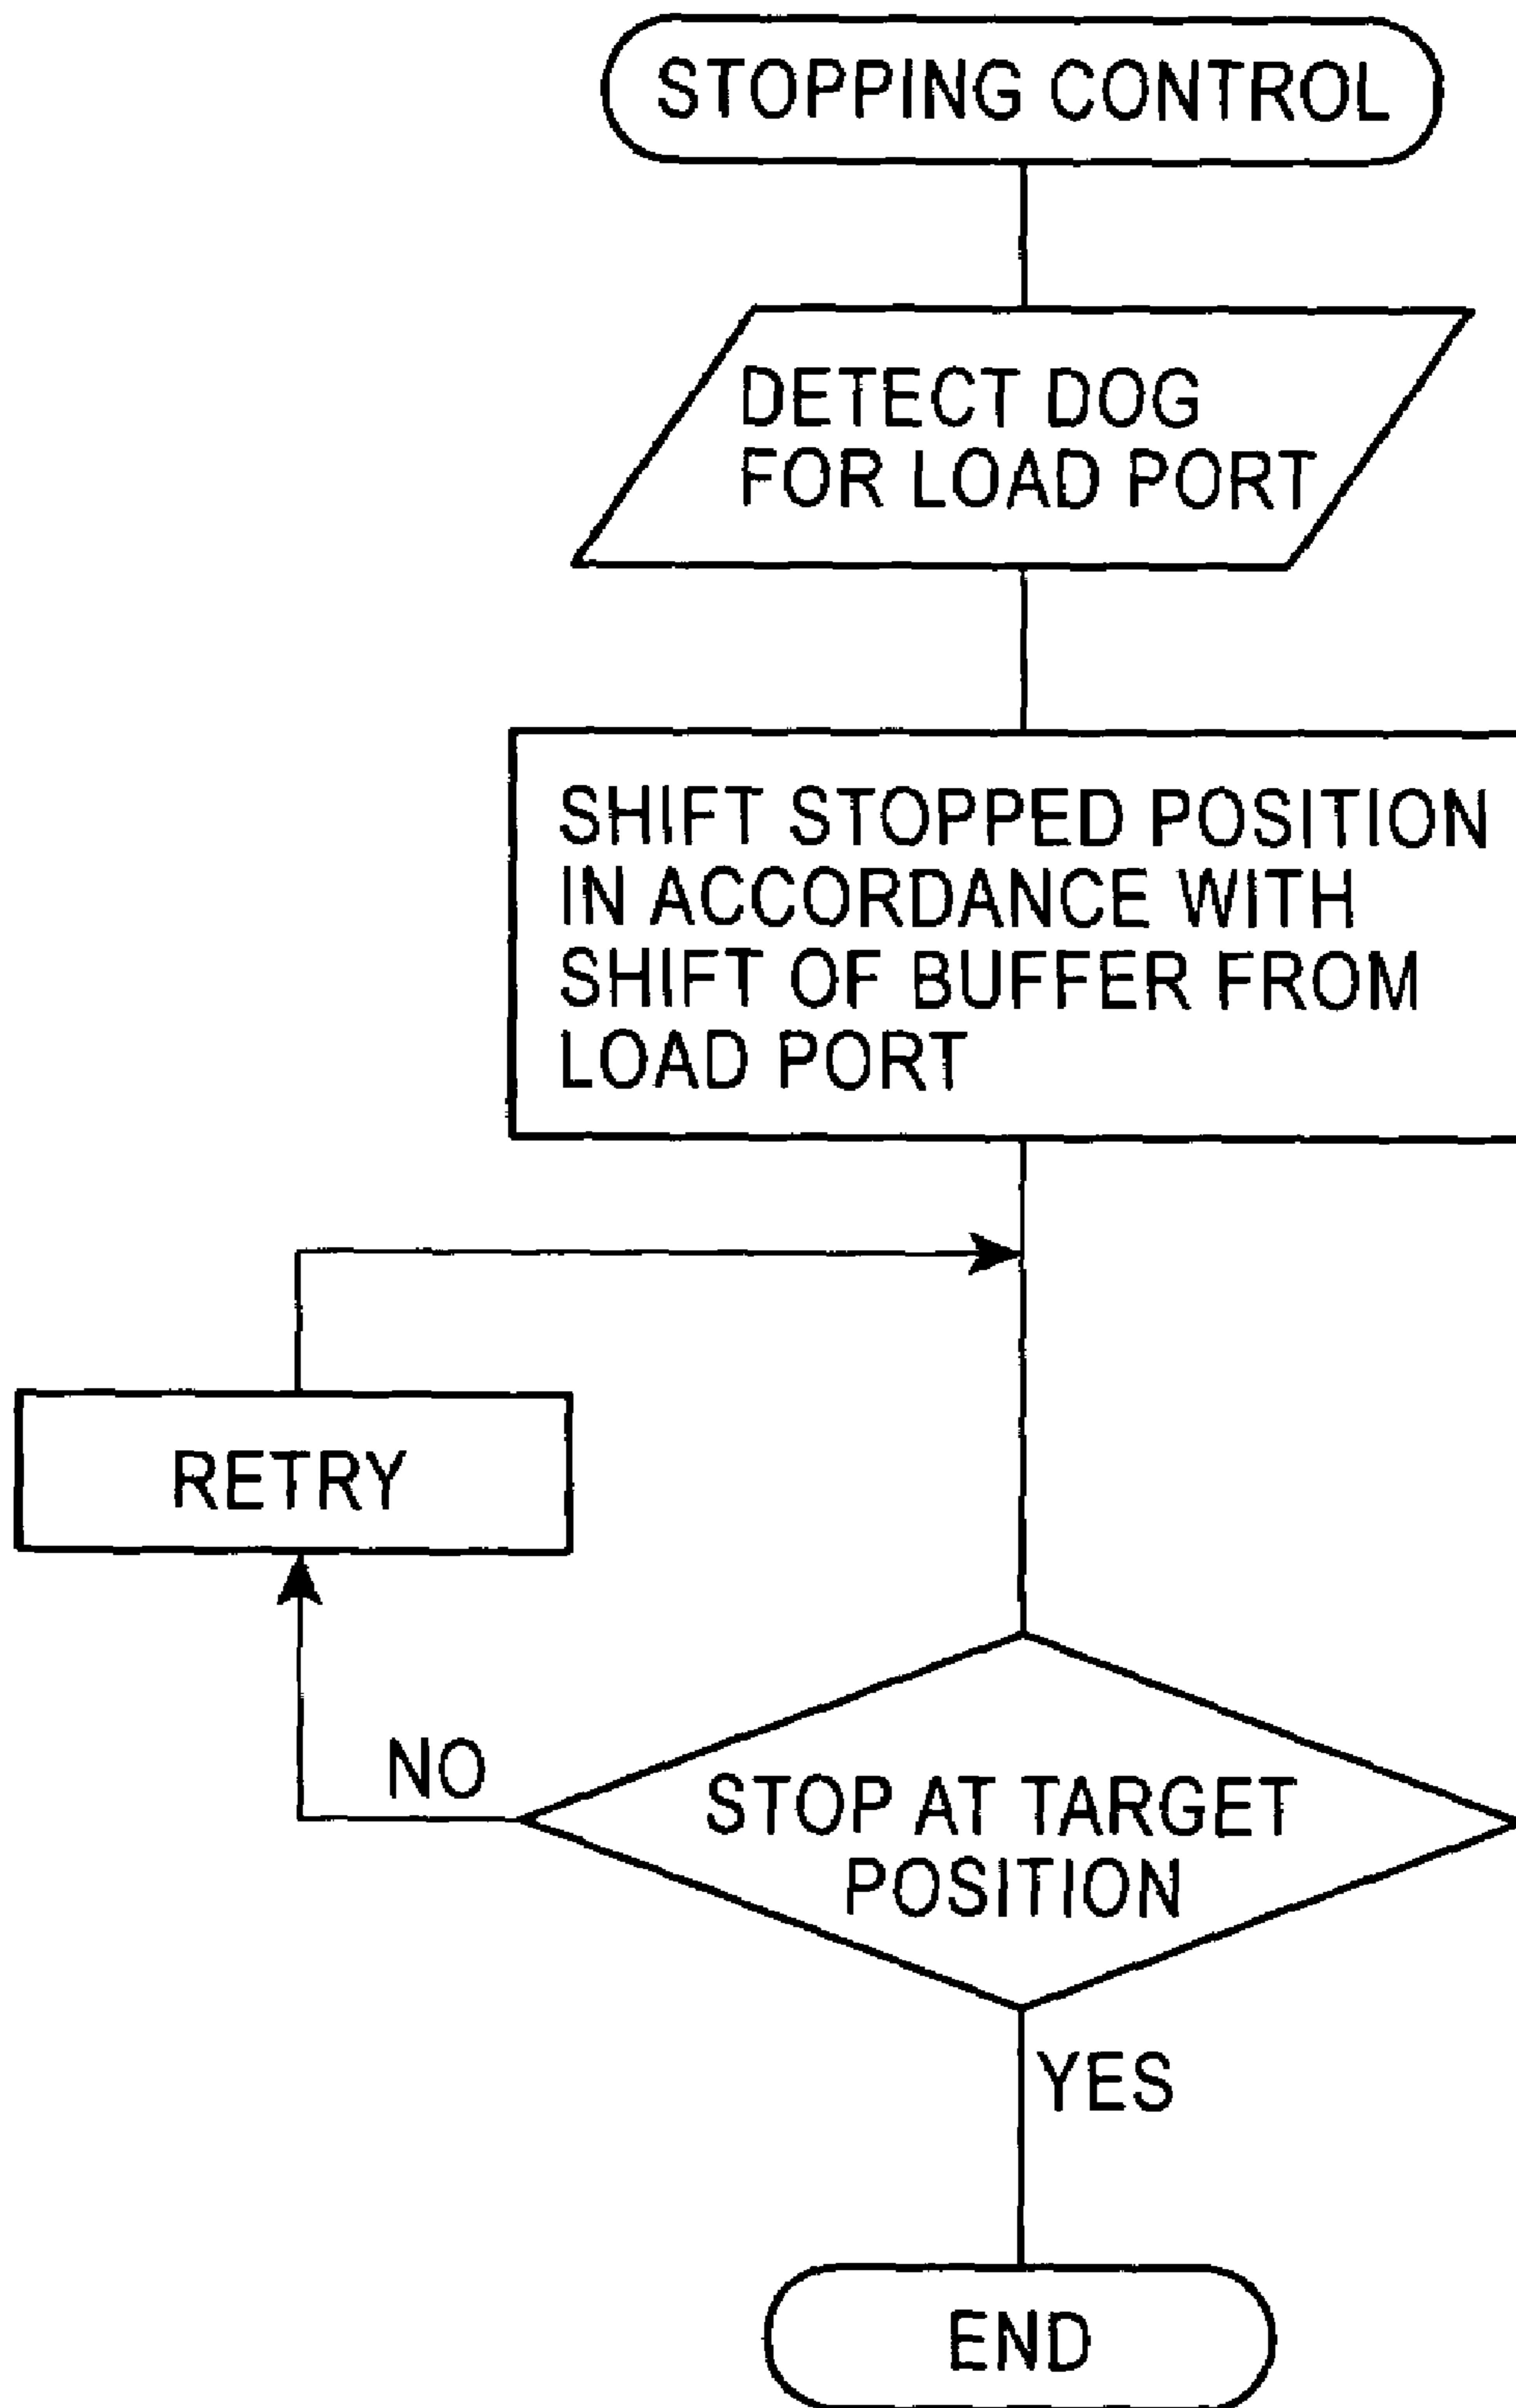 STOPPING CONTROL
DETECT DOG
FOR LOAD PORT
SHIFT STOPPED POSITION
IN ACCORDANCE WITH
SHIFT OF BUFFER FROM
LOAD PORT
RETRY
NO
STOP AT TARGET
POSITION
YES
END